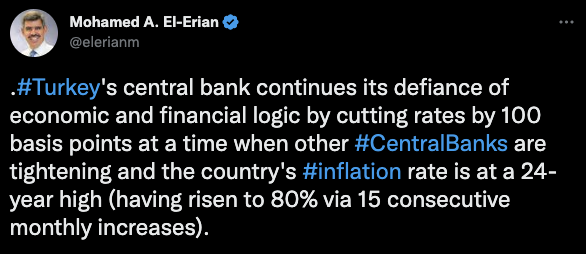 Mohamed A. El-Erian
@elerianm
.#Turkey's central bank continues its defiance of
economic and financial logic by cutting rates by 100
basis points at a time when other #CentralBanks are
tightening and the country's #inflation rate is at a 24-
year high (having risen to 80% via 15 consecutive
monthly increases).